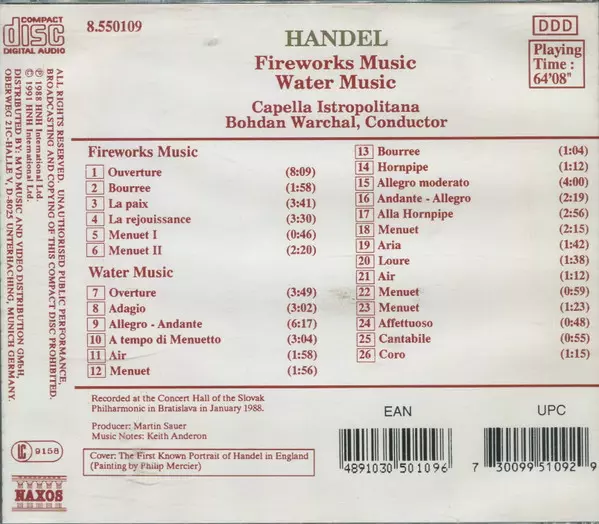 COMPACT
disc
DIGITAL AUDIO
8.550109
HANDEL
Fireworks Music
Water Music
Capella Istropolitana
Bohdan Warchal, Conductor
DDD
Playing
Time :
64'08"
ALL RIGHTS RESERVED. UNAUTHORISED PUBLIC PERFORMANCE,
BROADCASTING AND COPYING OF THIS COMPACT DISC PROHIBITED.
℗ 1988 HNH International Ltd.
© 1991 HNH International Ltd.
DISTRIBUTED BY: MVD MUSIC AND VIDEO DISTRIBUTION GmbH,
OBERWEG 21C-HALLE V, D-8025 UNTERHACHING, MUNICH GERMANY.
Fireworks Music
1 Ouverture (8:09)
2 Bourree (1:58)
3 La paix (3:41)
4 La rejouissance (3:30)
5 Menuet I (0:46)
6 Menuet II (2:20)
Water Music
7 Overture (3:49)
8 Adagio (3:02)
9 Allegro - Andante (6:17)
10 A tempo di Menuetto (3:04)
11 Air (1:58)
12 Menuet (1:56)
13 Bourree (1:04)
14 Hornpipe (1:12)
15 Allegro moderato (4:00)
16 Andante - Allegro (2:19)
17 Alla Hornpipe (2:56)
18 Menuet (2:15)
19 Aria (1:42)
20 Loure (1:38)
21 Air (1:12)
22 Menuet (0:59)
23 Menuet (1:23)
24 Affettuoso (0:48)
25 Cantabile (0:55)
26 Coro (1:15)
Recorded at the Concert Hall of the Slovak
Philharmonic in Bratislava in January 1988.
Producer: Martin Sauer
Music Notes: Keith Anderon
Cover: The First Known Portrait of Handel in England
(Painting by Philip Mercier)
LC 9158
NAXOS
EAN
4891030501096
UPC
7 30099 51092 9